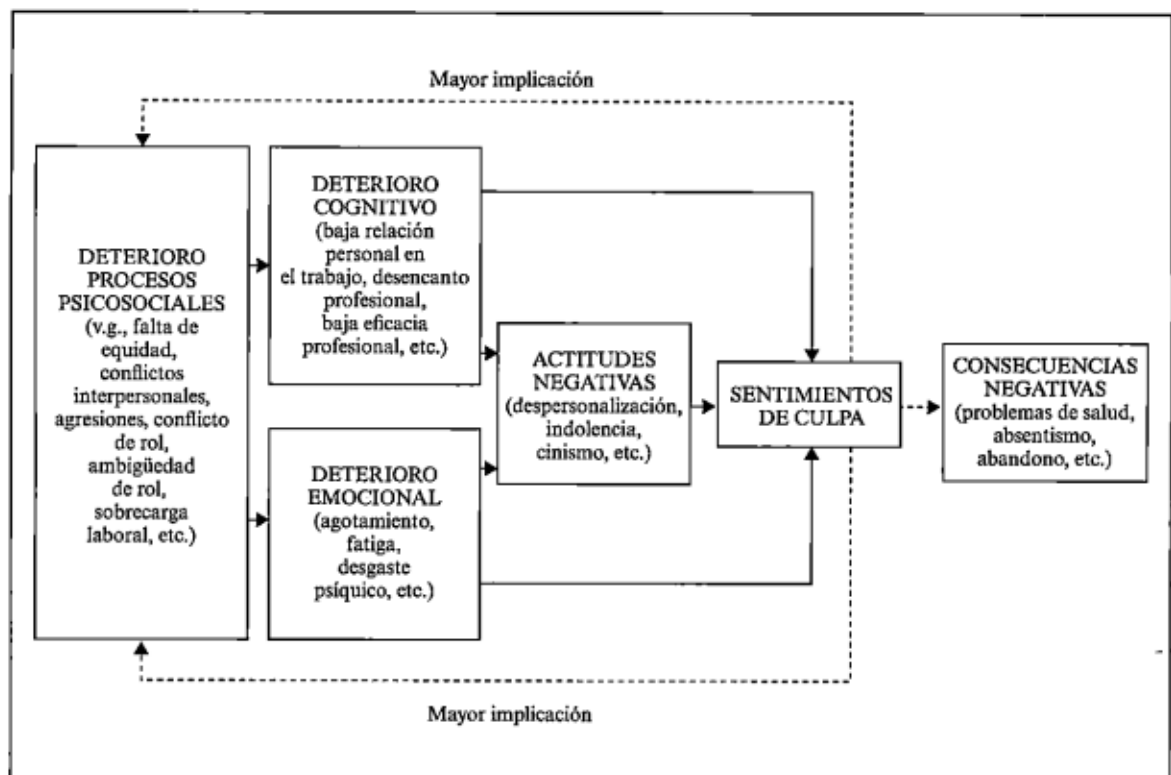 Mayor implicación
DETERIORO
PROCESOS
PSICOSOCIALES
(v.g., falta de
equidad,
conflictos
interpersonales,
agresiones, conflicto
de rol,
ambigüedad
de rol,
sobrecarga
laboral, etc.)
DETERIORO
COGNITIVO
(baja relación
personal en
el trabajo, desencanto
profesional,
baja eficacia
profesional, etc.)
DETERIORO
EMOCIONAL
(agotamiento,
fatiga,
desgaste
psíquico, etc.)
ACTITUDES
NEGATIVAS
(despersonalización,
indolencia,
cinismo, etc.)
SENTIMIENTOS
DE CULPA
CONSECUENCIAS
NEGATIVAS
(problemas de salud,
absentismo,
abandono, etc.)
Mayor implicación